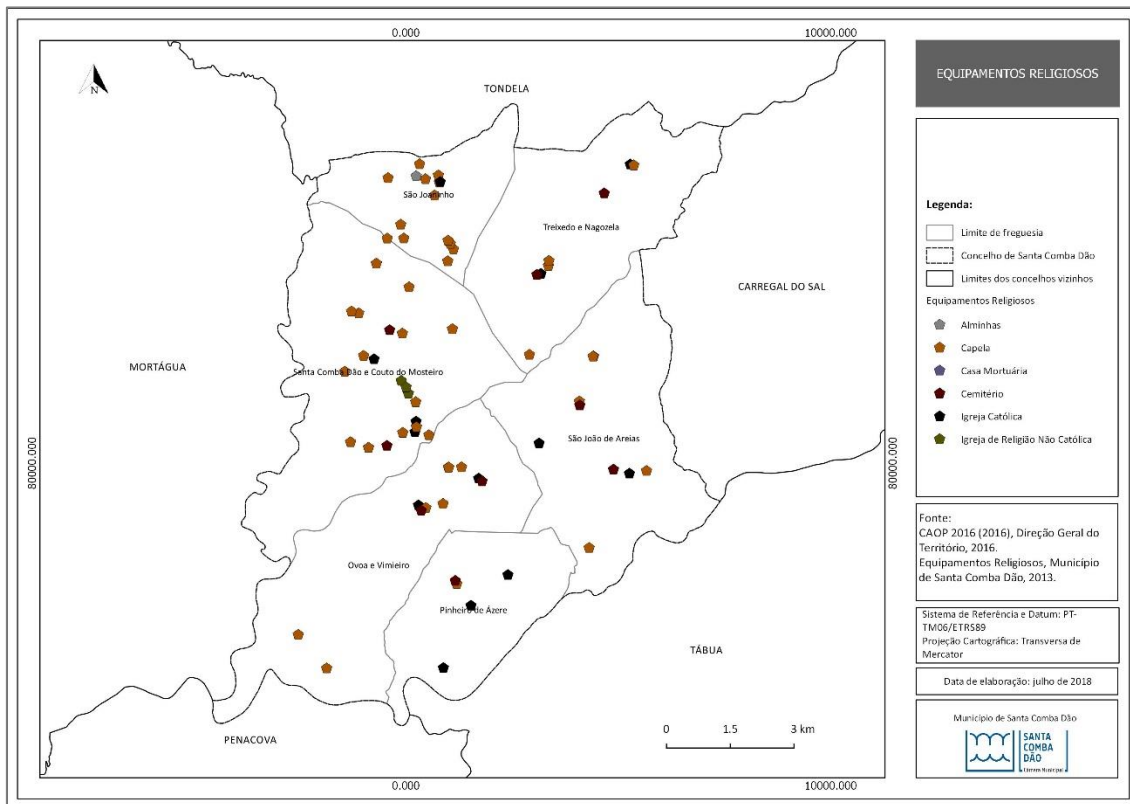 0.000
10000.000
EQUIPAMENTOS RELIGIOSOS
N
TONDELA
São Joaninho
Treixedo e Nagozela
CARREGAL DO SAL
MORTÁGUA
Santa Comba Dão e Couto do Mosteiro
São João de Areias
80000.000
80000.000
Ovoa e Vimieiro
Pinheiro de Ázere
TÁBUA
PENACOVA
0
1.5
3 km
0.000
10000.000
Legenda:
Limite de freguesia
Concelho de Santa Comba Dão
Limites dos concelhos vizinhos
Equipamentos Religiosos
Alminhas
Capela
Casa Mortuária
Cemitério
Igreja Católica
Igreja de Religião Não Católica
Fonte:
CAOP 2016 (2016), Direção Geral do
Território, 2016.
Equipamentos Religiosos, Município
de Santa Comba Dão, 2013.
Sistema de Referência e Datum: PT-
TM06/ETRS89
Projeção Cartográfica: Transversa de
Mercator
Data de elaboração: julho de 2018
Município de Santa Comba Dão
SANTA
COMBA
DÃO
Câmara Municipal